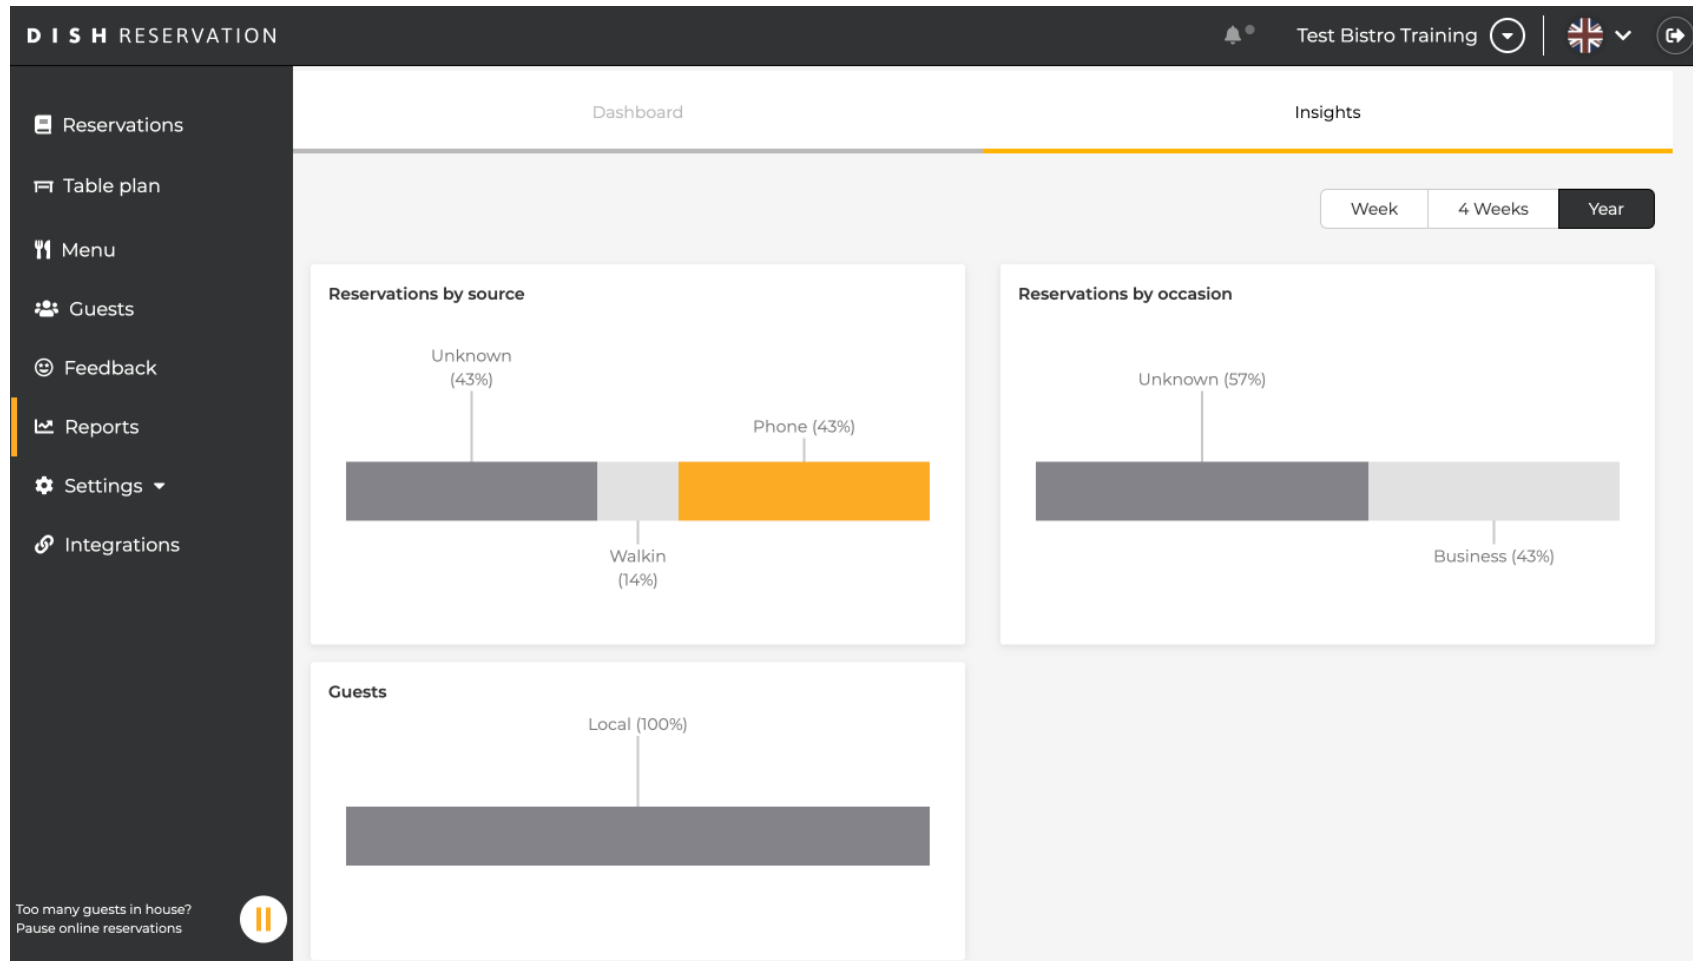 DISH RESERVATION
Test Bistro Training
Reservations
Table plan
Menu
Guests
Feedback
Reports
Settings
Integrations
Too many guests in house?
Pause online reservations
Dashboard
Insights
Week
4 Weeks
Year
Reservations by source
Unknown
(43%)
Phone (43%)
Walkin
(14%)
Reservations by occasion
Unknown (57%)
Business (43%)
Guests
Local (100%)